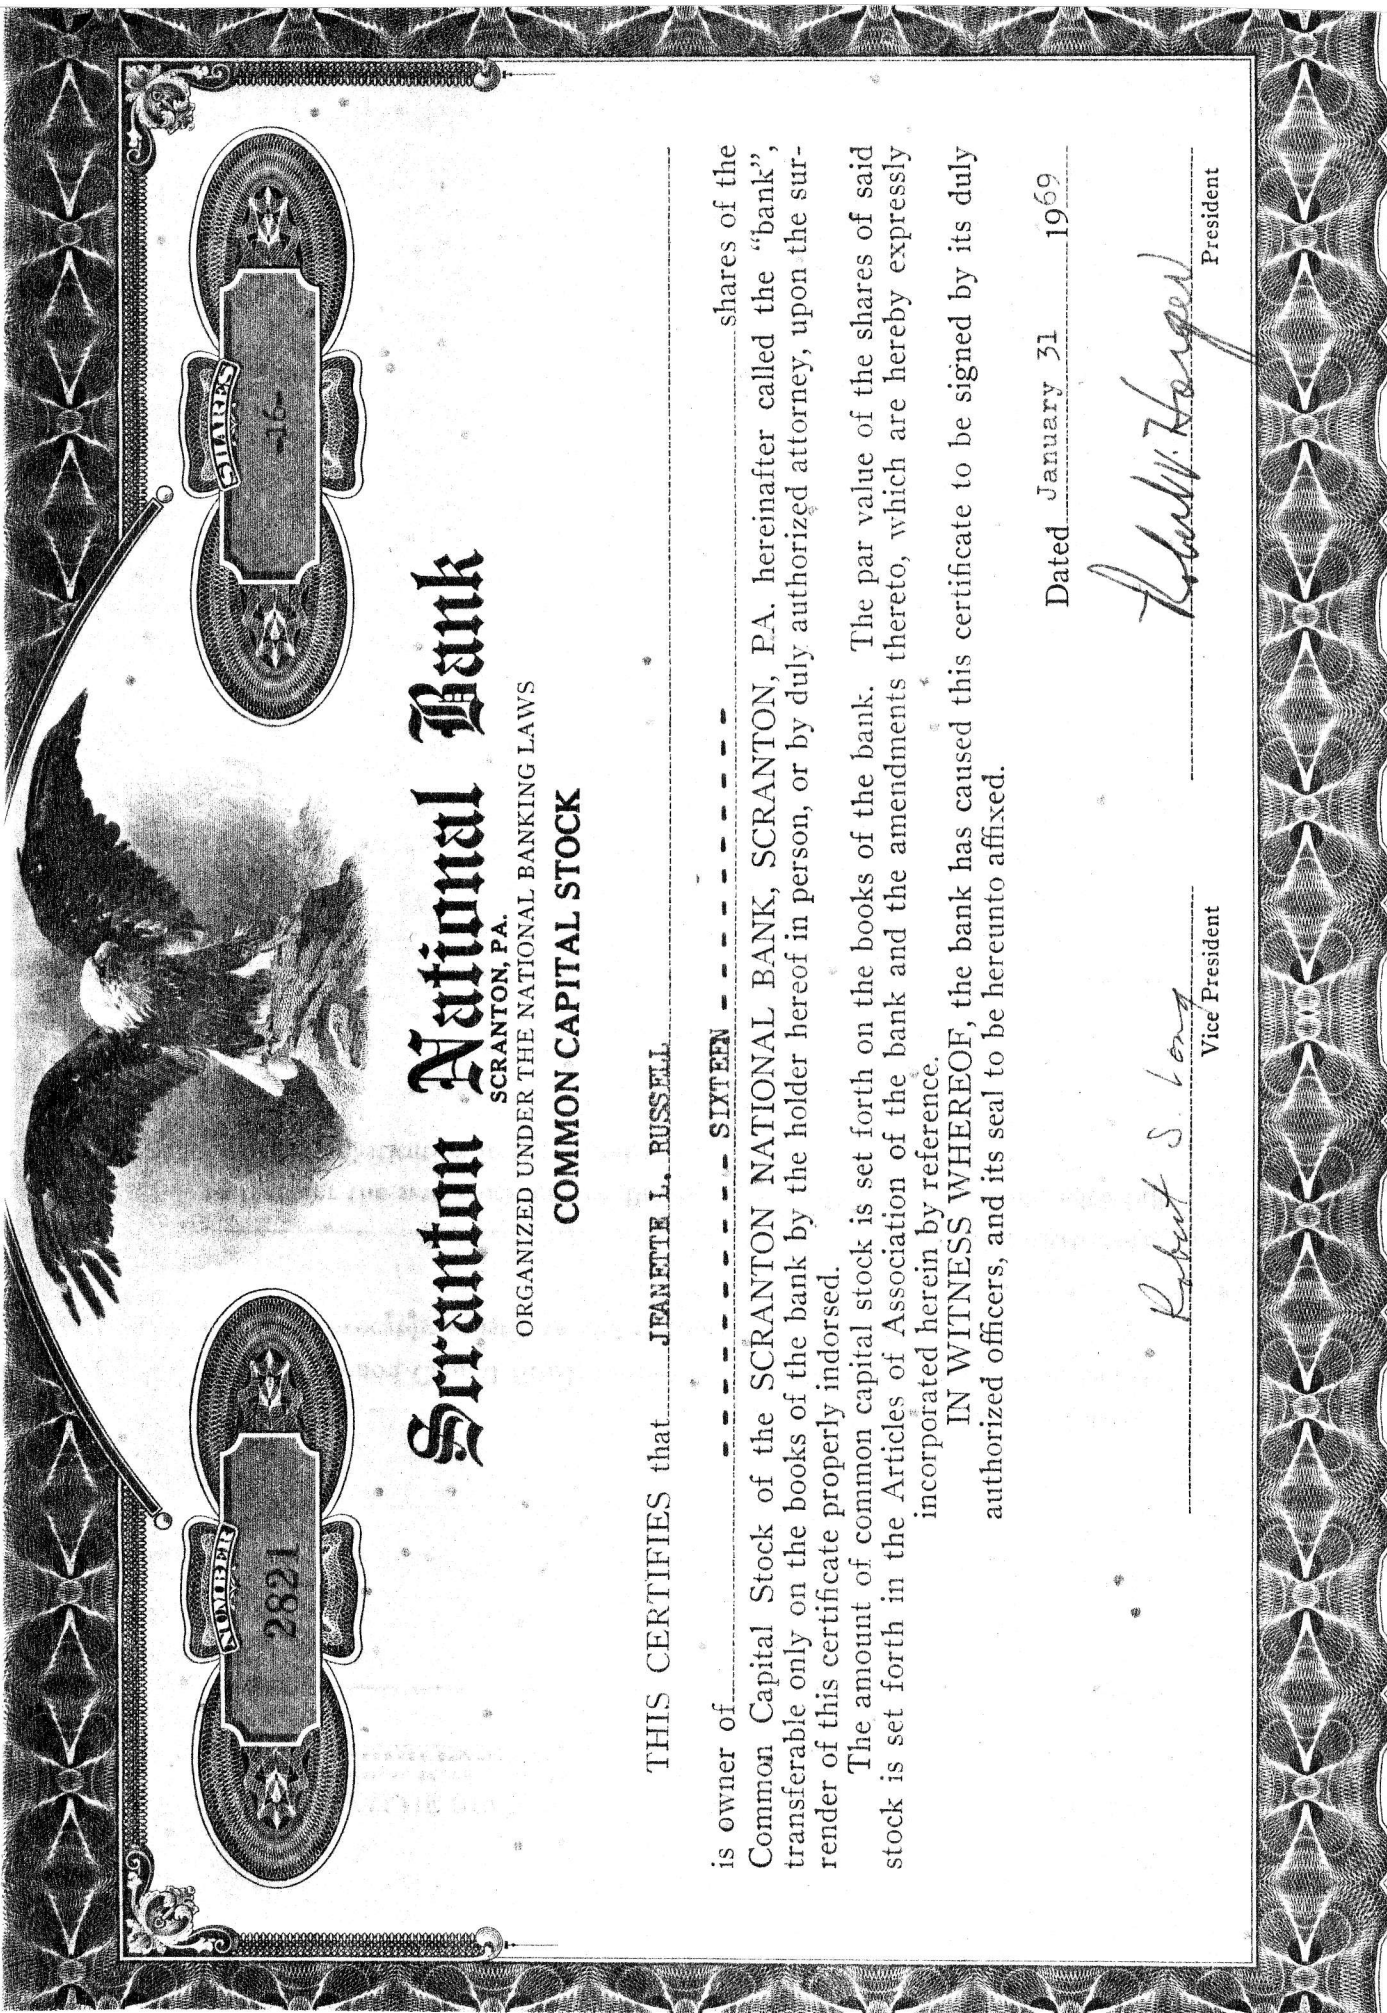 NUMBER
2821
SHARES
-16-
Scranton National Bank
SCRANTON, PA.
ORGANIZED UNDER THE NATIONAL BANKING LAWS
COMMON CAPITAL STOCK
THIS CERTIFIES that JEANETTE L. RUSSELL
is owner of - - - - - - - - - - SIXTEEN - - - - - - - - - - shares of the
Common Capital Stock of the SCRANTON NATIONAL BANK, SCRANTON, PA. hereinafter called the "bank",
transferable only on the books of the bank by the holder hereof in person, or by duly authorized attorney, upon the sur-
render of this certificate properly indorsed.
The amount of common capital stock is set forth on the books of the bank. The par value of the shares of said
stock is set forth in the Articles of Association of the bank and the amendments thereto, which are hereby expressly
incorporated herein by reference.
IN WITNESS WHEREOF, the bank has caused this certificate to be signed by its duly
authorized officers, and its seal to be hereunto affixed.
Dated January 31 1969
Robert S. Long
Vice President
Robert V. Horger
President